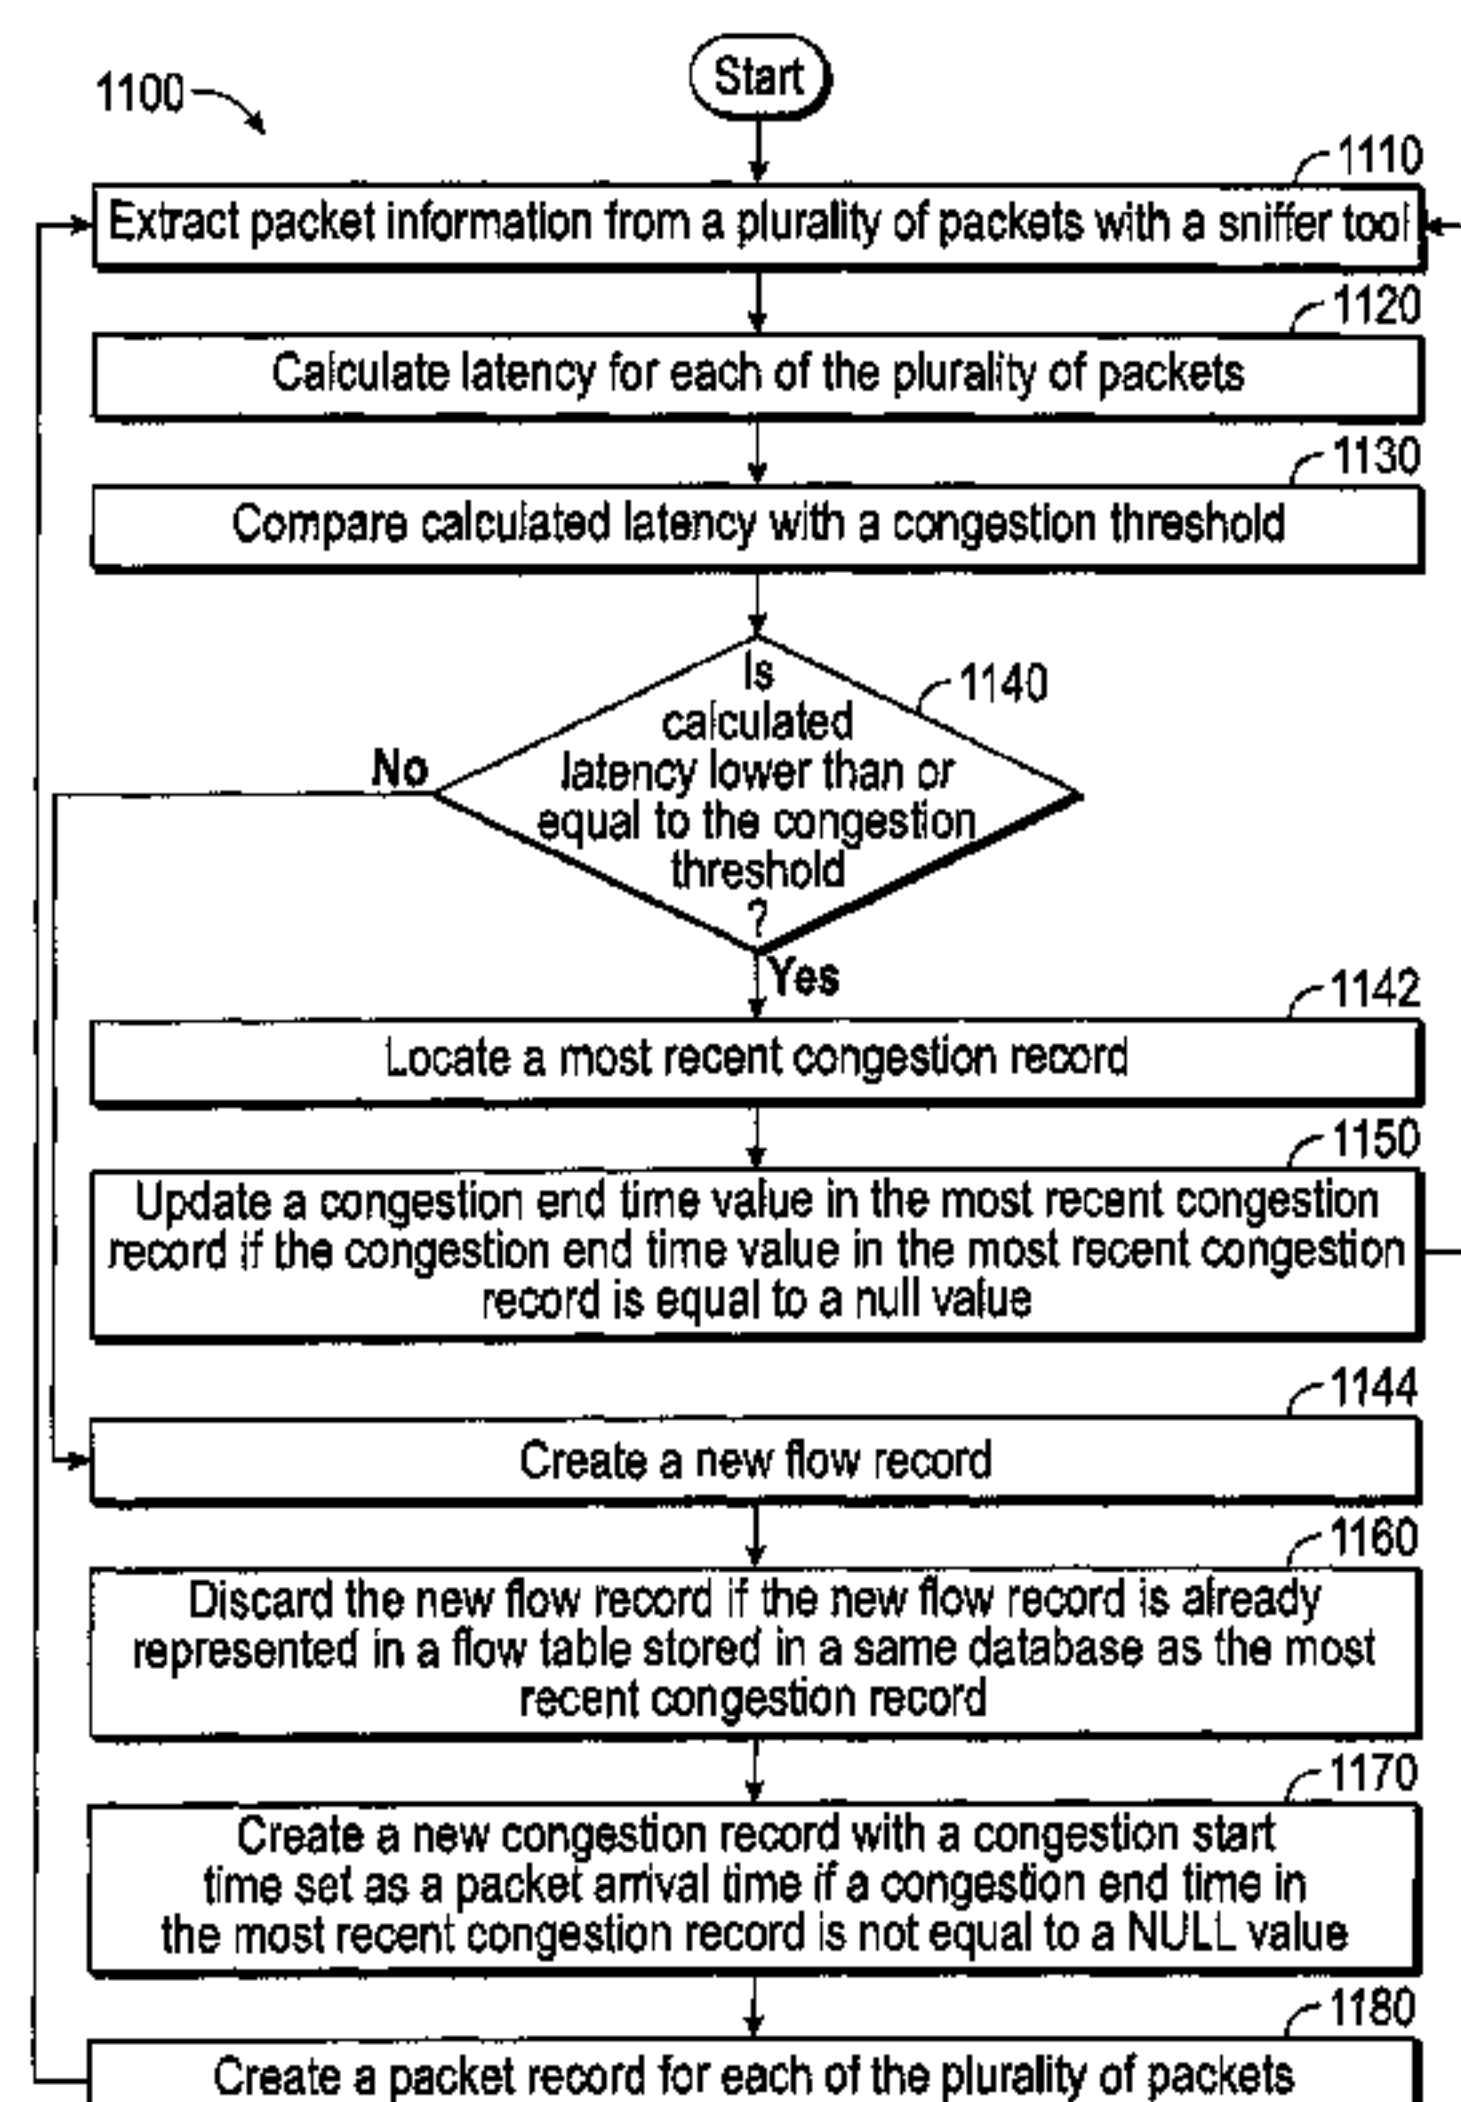 Start
1100
1110
Extract packet information from a plurality of packets with a sniffer tool
1120
Calculate latency for each of the plurality of packets
1130
Compare calculated latency with a congestion threshold
1140
Is
calculated
latency lower than or
equal to the congestion
threshold
?
No
Yes
1142
Locate a most recent congestion record
1150
Update a congestion end time value in the most recent congestion
record if the congestion end time value in the most recent congestion
record is equal to a null value
1144
Create a new flow record
1160
Discard the new flow record if the new flow record is already
represented in a flow table stored in a same database as the most
recent congestion record
1170
Create a new congestion record with a congestion start
time set as a packet arrival time if a congestion end time in
the most recent congestion record is not equal to a NULL value
1180
Create a packet record for each of the plurality of packets